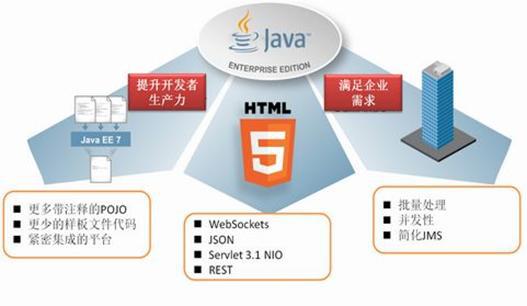 Java™
ENTERPRISE EDITION
提升开发者
生产力
满足企业
需求
HTML
5
Java EE 7
更多带注释的POJO
更少的样板文件代码
紧密集成的平台
WebSockets
JSON
Servlet 3.1 NIO
REST
批量处理
并发性
简化JMS